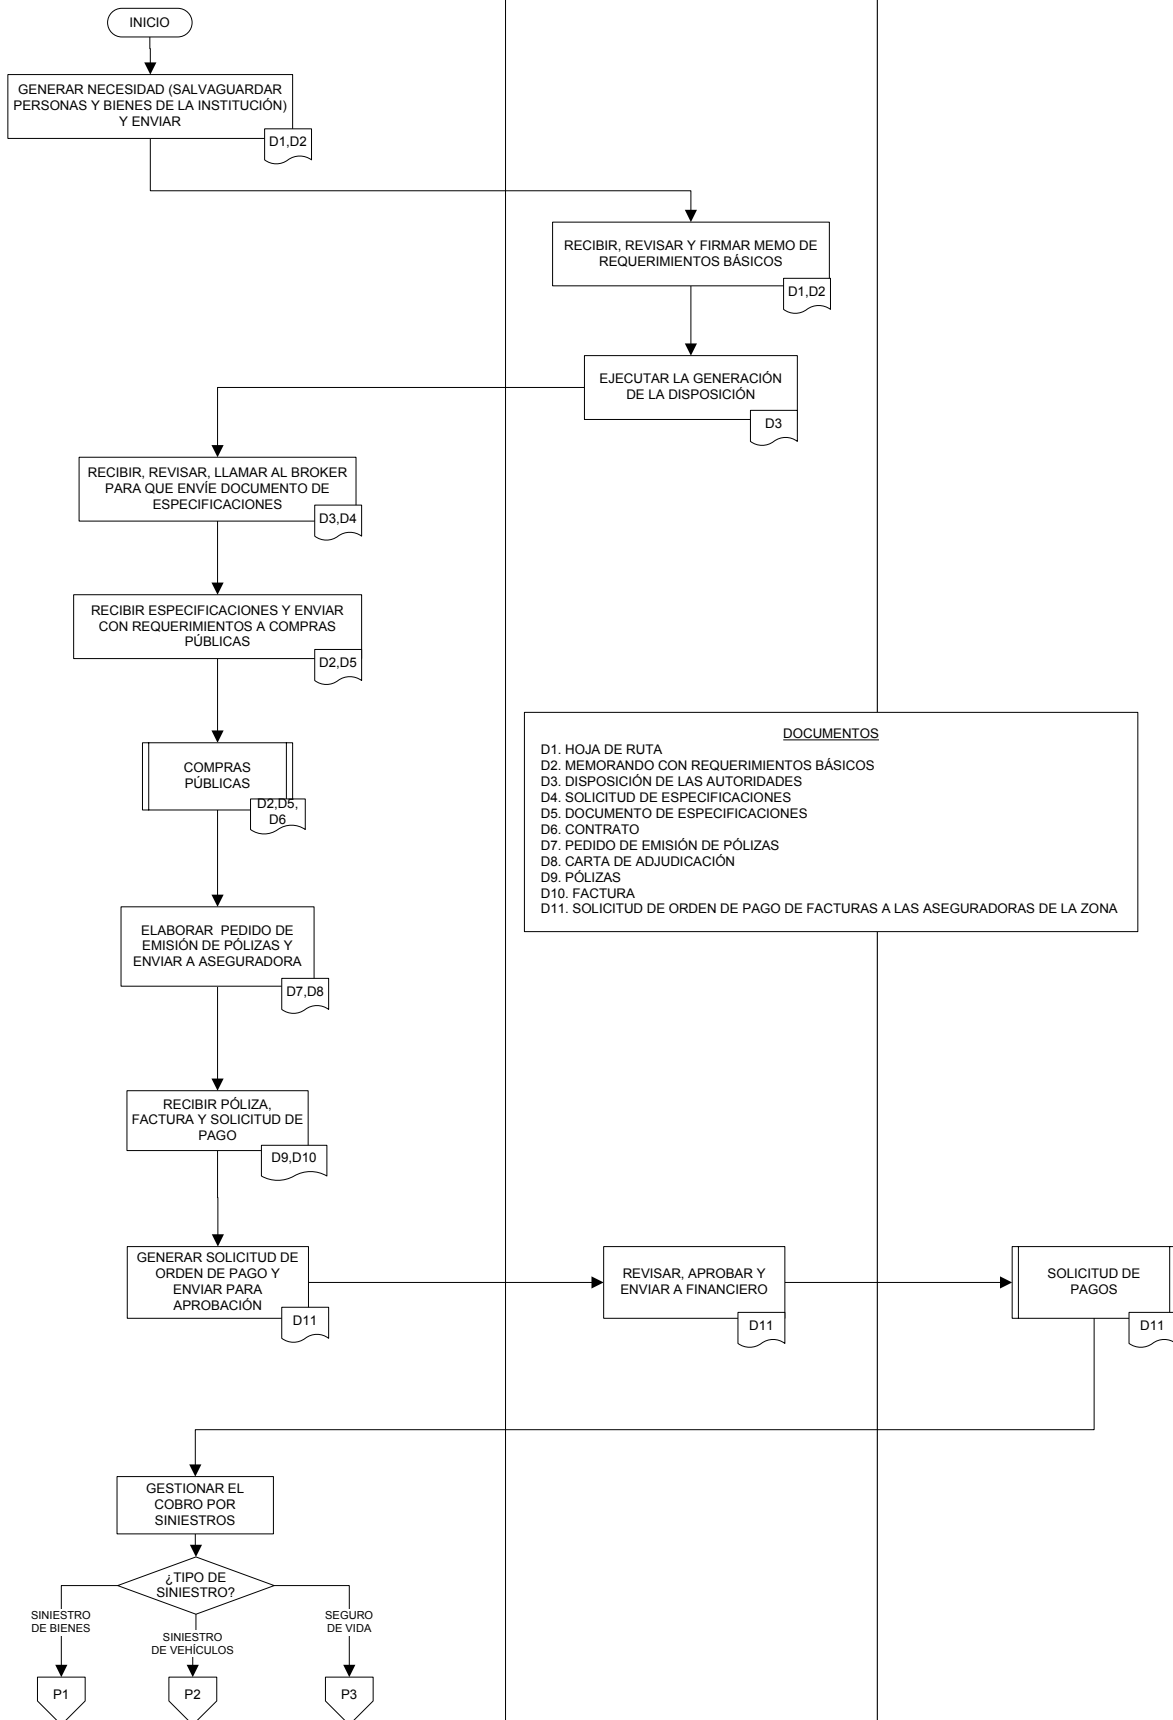 INICIO
GENERAR NECESIDAD (SALVAGUARDAR
PERSONAS Y BIENES DE LA INSTITUCIÓN)
Y ENVIAR
D1,D2
RECIBIR, REVISAR Y FIRMAR MEMO DE
REQUERIMIENTOS BÁSICOS
D1,D2
EJECUTAR LA GENERACIÓN
DE LA DISPOSICIÓN
D3
RECIBIR, REVISAR, LLAMAR AL BROKER
PARA QUE ENVÍE DOCUMENTO DE
ESPECIFICACIONES
D3,D4
RECIBIR ESPECIFICACIONES Y ENVIAR
CON REQUERIMIENTOS A COMPRAS
PÚBLICAS
D2,D5
COMPRAS
PÚBLICAS
D2,D5,
D6
DOCUMENTOS
D1. HOJA DE RUTA
D2. MEMORANDO CON REQUERIMIENTOS BÁSICOS
D3. DISPOSICIÓN DE LAS AUTORIDADES
D4. SOLICITUD DE ESPECIFICACIONES
D5. DOCUMENTO DE ESPECIFICACIONES
D6. CONTRATO
D7. PEDIDO DE EMISIÓN DE PÓLIZAS
D8. CARTA DE ADJUDICACIÓN
D9. PÓLIZAS
D10. FACTURA
D11. SOLICITUD DE ORDEN DE PAGO DE FACTURAS A LAS ASEGURADORAS DE LA ZONA
ELABORAR PEDIDO DE
EMISIÓN DE PÓLIZAS Y
ENVIAR A ASEGURADORA
D7,D8
RECIBIR PÓLIZA,
FACTURA Y SOLICITUD DE
PAGO
D9,D10
GENERAR SOLICITUD DE
ORDEN DE PAGO Y
ENVIAR PARA
APROBACIÓN
D11
REVISAR, APROBAR Y
ENVIAR A FINANCIERO
D11
SOLICITUD DE
PAGOS
D11
GESTIONAR EL
COBRO POR
SINIESTROS
¿TIPO DE
SINIESTRO?
SINIESTRO
DE BIENES
SINIESTRO
DE VEHÍCULOS
SEGURO
DE VIDA
P1
P2
P3